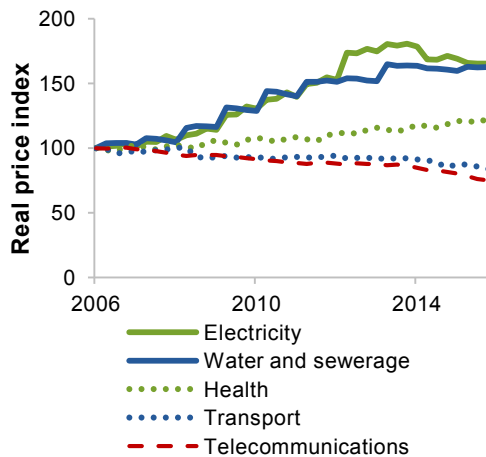 Real price index
200
150
100
50
0
2006 2010 2014
Electricity
Water and sewerage
Health
Transport
Telecommunications